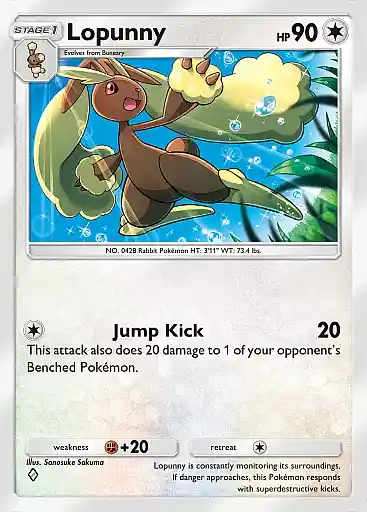 STAGE 1
Lopunny
HP 90
Evolves from Buneary
NO. 0428 Rabbit Pokémon HT: 3'11" WT: 73.4 lbs.
Jump Kick 20
This attack also does 20 damage to 1 of your opponent's
Benched Pokémon.
weakness +20 retreat
Illus. Sanosuke Sakuma
Lopunny is constantly monitoring its surroundings.
If danger approaches, this Pokémon responds
with superdestructive kicks.